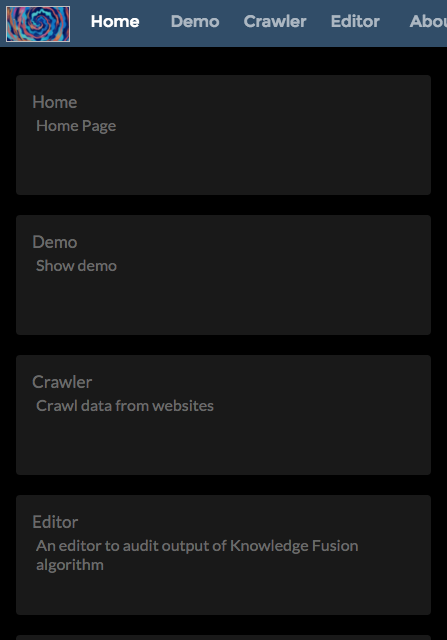 Home Demo Crawler Editor Abou
Home
Home Page
Demo
Show demo
Crawler
Crawl data from websites
Editor
An editor to audit output of Knowledge Fusion
algorithm